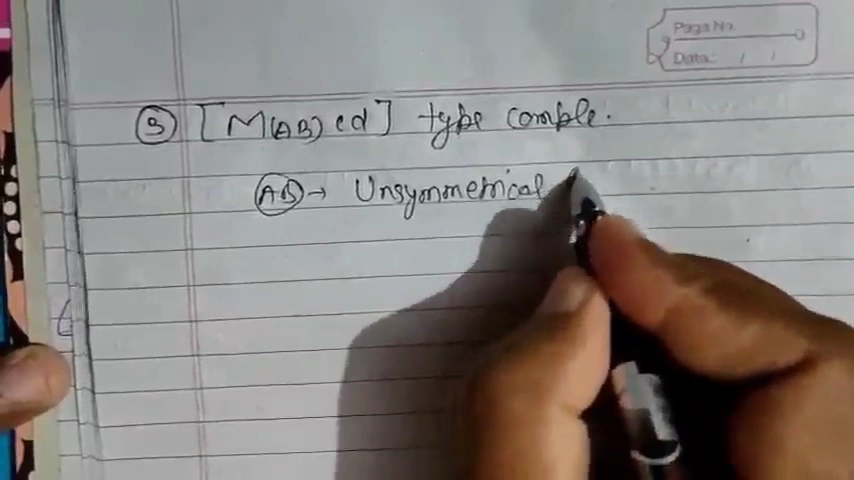 Page No.
Date: / /
③ [M(AB)cd] type comple.
(AB) → Unsymmetrical